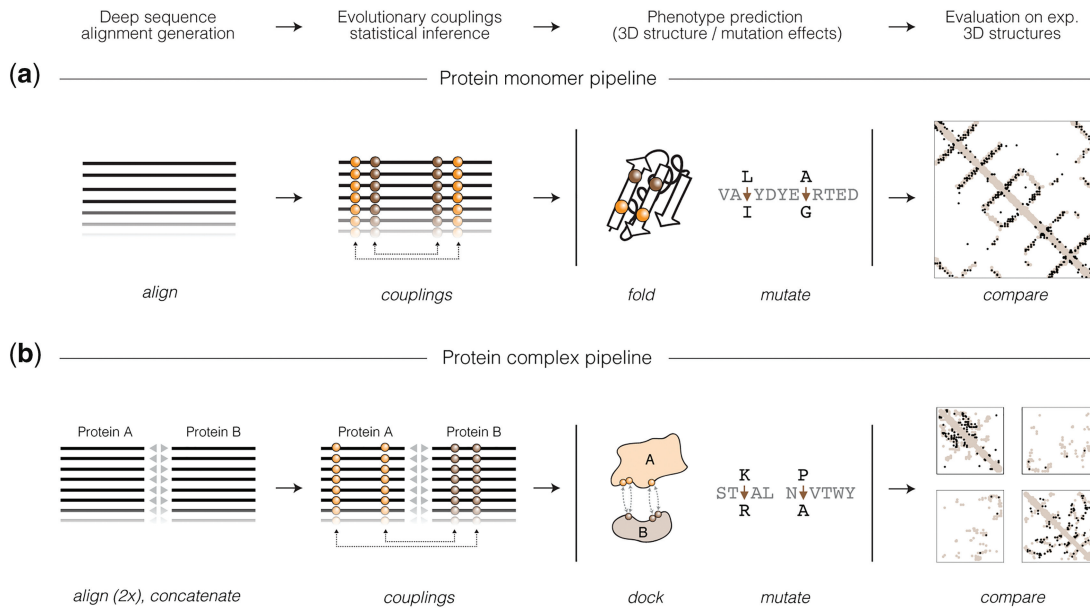 Deep sequence
alignment generation
Evolutionary couplings
statistical inference
Phenotype prediction
(3D structure / mutation effects)
Evaluation on exp.
3D structures
(a)
Protein monomer pipeline
L A
VA YDYE RTED
I G
align
couplings
fold
mutate
compare
(b)
Protein complex pipeline
Protein A
Protein B
Protein A
Protein B
A
B
K P
ST AL N VTWY
R A
align (2x), concatenate
couplings
dock
mutate
compare